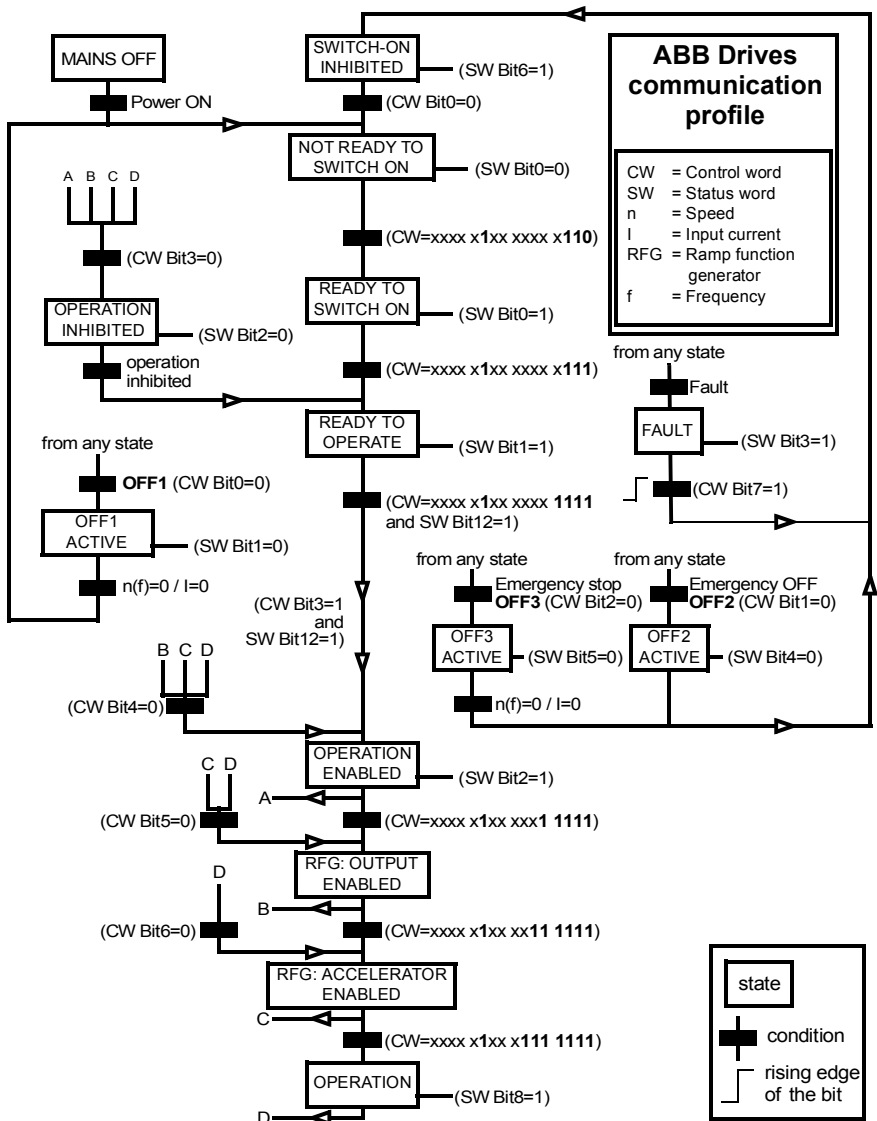 MAINS OFF
Power ON
SWITCH-ON
INHIBITED
(SW Bit6=1)
(CW Bit0=0)
NOT READY TO
SWITCH ON
(SW Bit0=0)
(CW=xxxx x1xx xxxx x110)
READY TO
SWITCH ON
(SW Bit0=1)
(CW=xxxx x1xx xxxx x111)
READY TO
OPERATE
(SW Bit1=1)
(CW=xxxx x1xx xxxx 1111
and SW Bit12=1)
A B C D
(CW Bit3=0)
OPERATION
INHIBITED
(SW Bit2=0)
operation
inhibited
from any state
OFF1 (CW Bit0=0)
OFF1
ACTIVE
(SW Bit1=0)
n(f)=0 / I=0
(CW Bit3=1
and
SW Bit12=1)
ABB Drives
communication
profile
CW = Control word
SW = Status word
n = Speed
I = Input current
RFG = Ramp function
generator
f = Frequency
from any state
Fault
FAULT
(SW Bit3=1)
(CW Bit7=1)
from any state
Emergency stop
OFF3 (CW Bit2=0)
OFF3
ACTIVE
(SW Bit5=0)
n(f)=0 / I=0
from any state
Emergency OFF
OFF2 (CW Bit1=0)
OFF2
ACTIVE
(SW Bit4=0)
B C D
(CW Bit4=0)
OPERATION
ENABLED
(SW Bit2=1)
A
C D
(CW Bit5=0)
(CW=xxxx x1xx xxx1 1111)
RFG: OUTPUT
ENABLED
B
D
(CW Bit6=0)
(CW=xxxx x1xx xx11 1111)
RFG: ACCELERATOR
ENABLED
C
(CW=xxxx x1xx x111 1111)
OPERATION
(SW Bit8=1)
D
state
condition
rising edge
of the bit